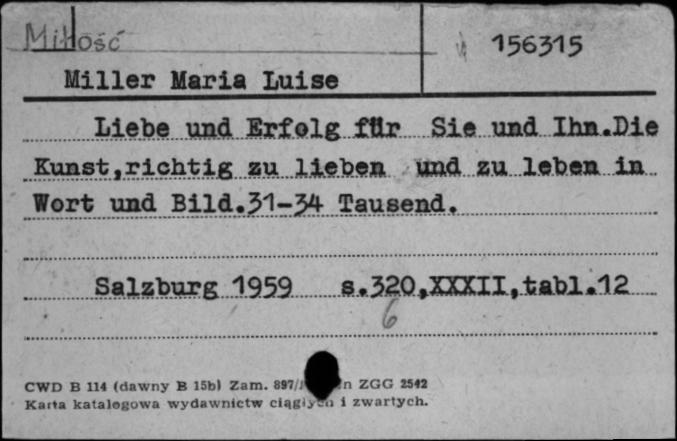 Miłość
156315
Miller Maria Luise
Liebe und Erfolg für Sie und Ihn.Die
Kunst,richtig zu lieben und zu leben in
Wort und Bild.31-34 Tausend.
Salzburg 1959 s.320,XXXII,tabl.12
6
CWD B 114 (dawny B 15b) Zam. 897/ ZGG 2542
Karta katalogowa wydawnictw ciągłych i zwartych.